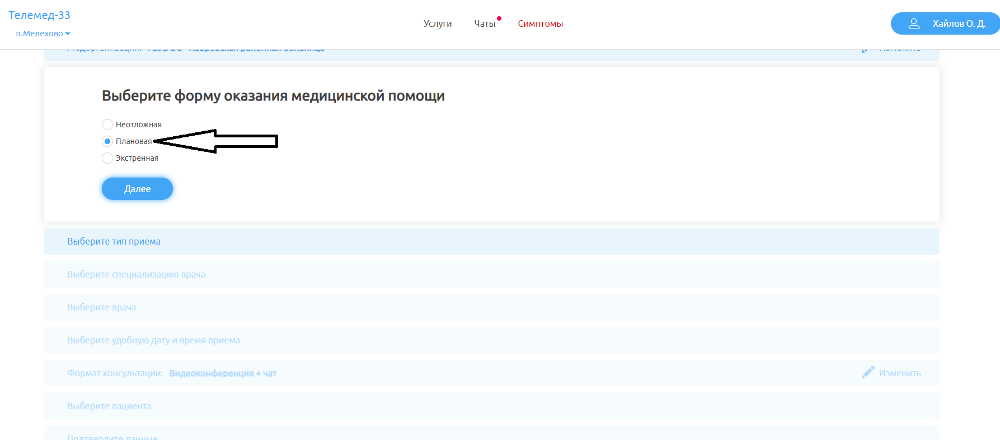 Телемед-33
п.Мелехово
Услуги
Чаты
Симптомы
Хайлов О. Д.
Медорганизация: ГБУЗ ВО "Ковровская районная больница"
Изменить
Выберите форму оказания медицинской помощи
Неотложная
Плановая
Экстренная
Далее
Выберите тип приема
Выберите специализацию врача
Выберите врача
Выберите удобную дату и время приема
Формат консультации: Видеоконференция + чат
Изменить
Выберите пациента
Подтвердите данные